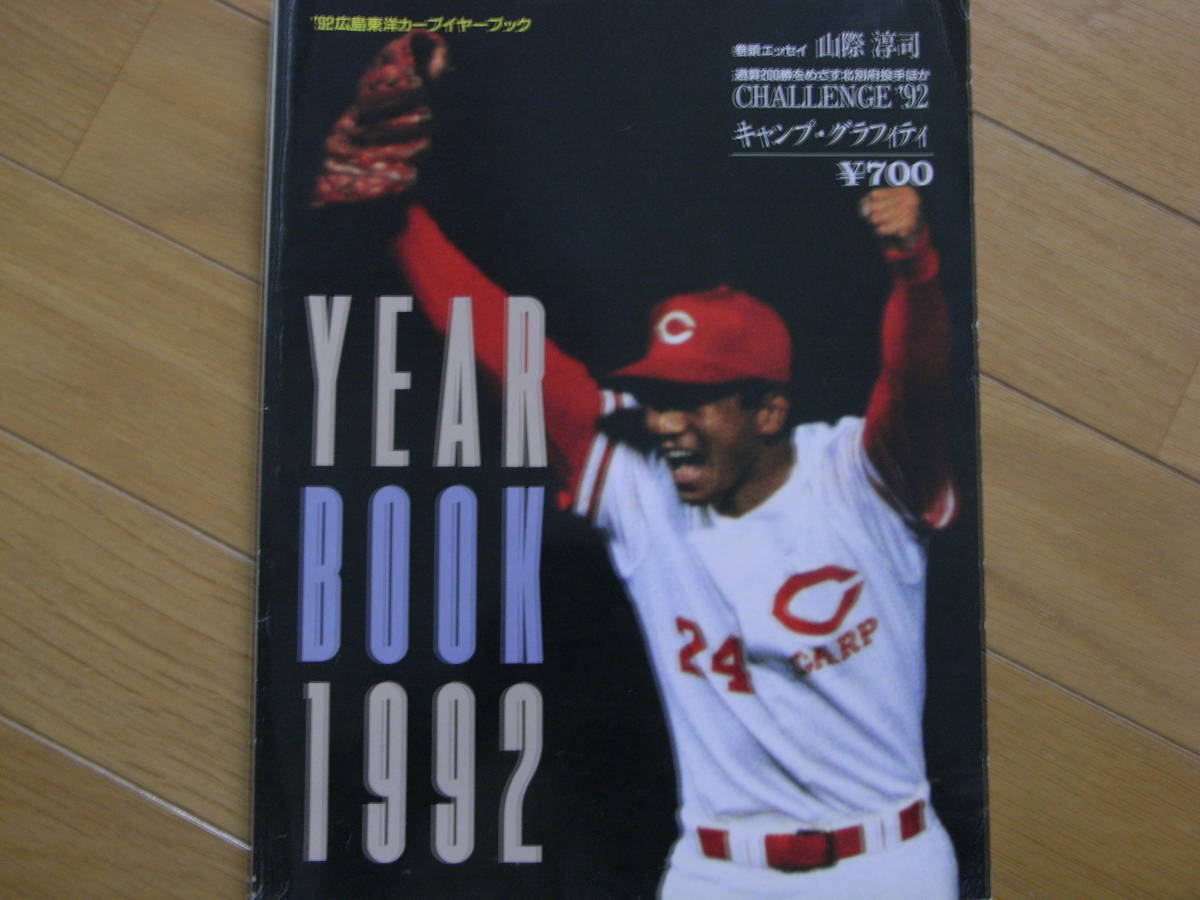 '92広島東洋カープイヤーブック
巻頭エッセイ 山際 淳司
通算200勝をめざす北別府投手ほか
CHALLENGE '92
キャンプ・グラフィティ
¥700
C
YEAR
BOOK
1992
C
24 CARP